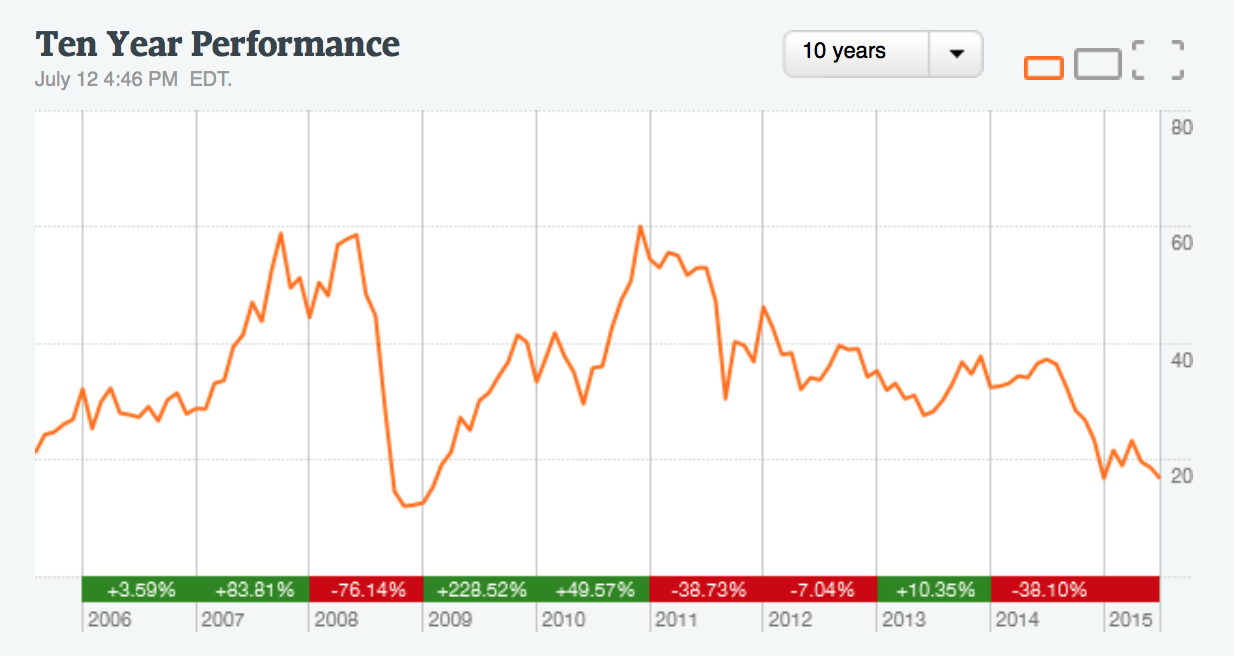 Ten Year Performance
10 years
July 12 4:46 PM EDT.
80
60
40
20
+3.59% +83.81% -76.14% +228.52% +49.57% -38.73% -7.04% +10.35% -38.10%
2006 2007 2008 2009 2010 2011 2012 2013 2014 2015